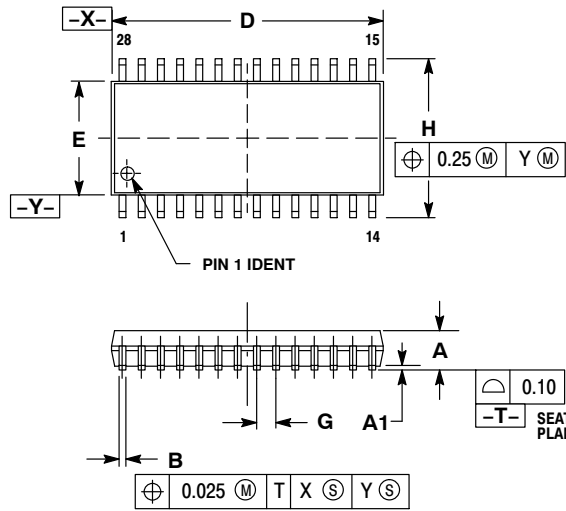 –X–
D
28
15
E
H
⌖ 0.25 Ⓜ Y Ⓜ
–Y–
1
14
PIN 1 IDENT
A
⌓ 0.10
–T–
G
A1
B
⌖ 0.025 Ⓜ T X Ⓢ Y Ⓢ